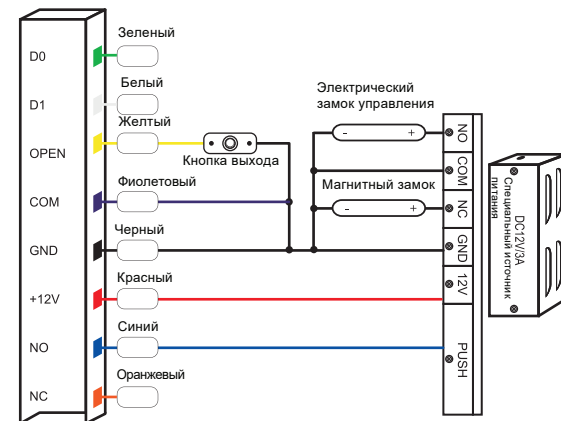 D0
Зеленый
D1
Белый
OPEN
Желтый
Кнопка выхода
COM
Фиолетовый
GND
Черный
+12V
Красный
NO
Синий
NC
Оранжевый
Электрический
замок управления
- +
Магнитный замок
- +
NO
COM
NC
GND
12V
PUSH
DC12V/3A
Специальный источник
питания